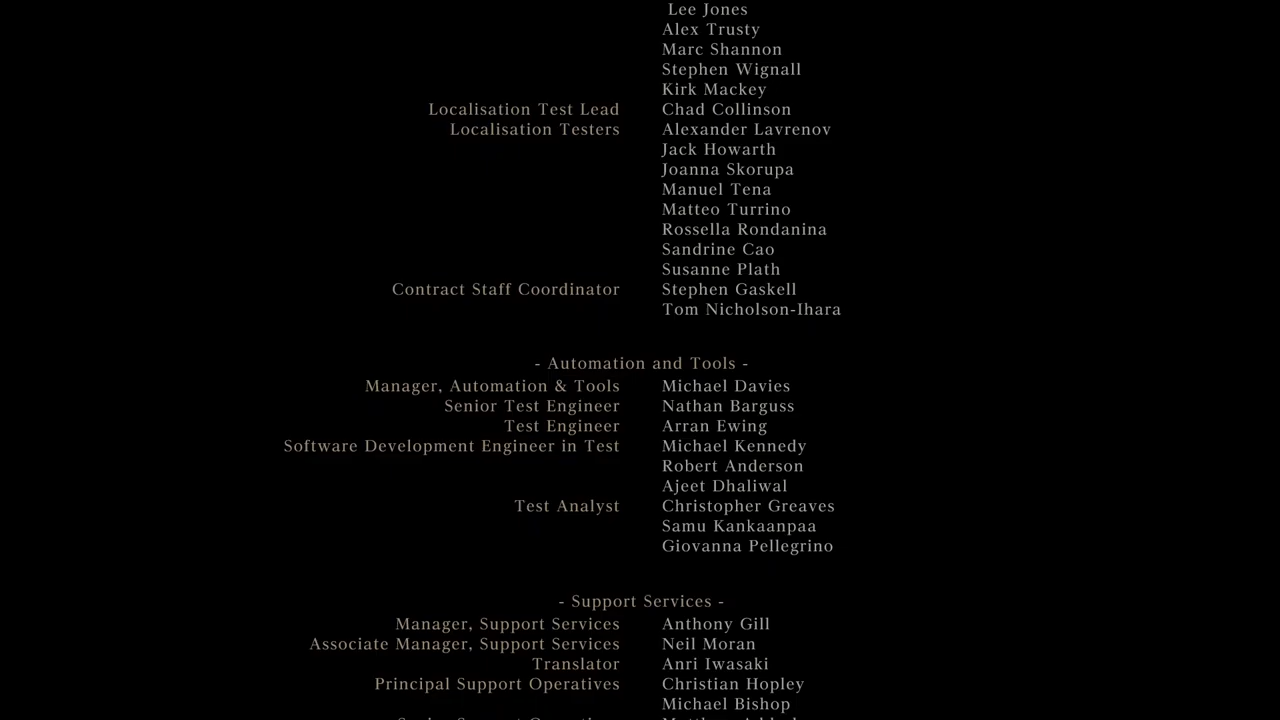 Lee Jones
Alex Trusty
Marc Shannon
Stephen Wignall
Kirk Mackey
Localisation Test Lead Chad Collinson
Localisation Testers Alexander Lavrenov
Jack Howarth
Joanna Skorupa
Manuel Tena
Matteo Turrino
Rossella Rondanina
Sandrine Cao
Susanne Plath
Contract Staff Coordinator Stephen Gaskell
Tom Nicholson-Ihara
- Automation and Tools -
Manager, Automation & Tools Michael Davies
Senior Test Engineer Nathan Barguss
Test Engineer Arran Ewing
Software Development Engineer in Test Michael Kennedy
Robert Anderson
Ajeet Dhaliwal
Test Analyst Christopher Greaves
Samu Kankaanpaa
Giovanna Pellegrino
- Support Services -
Manager, Support Services Anthony Gill
Associate Manager, Support Services Neil Moran
Translator Anri Iwasaki
Principal Support Operatives Christian Hopley
Michael Bishop